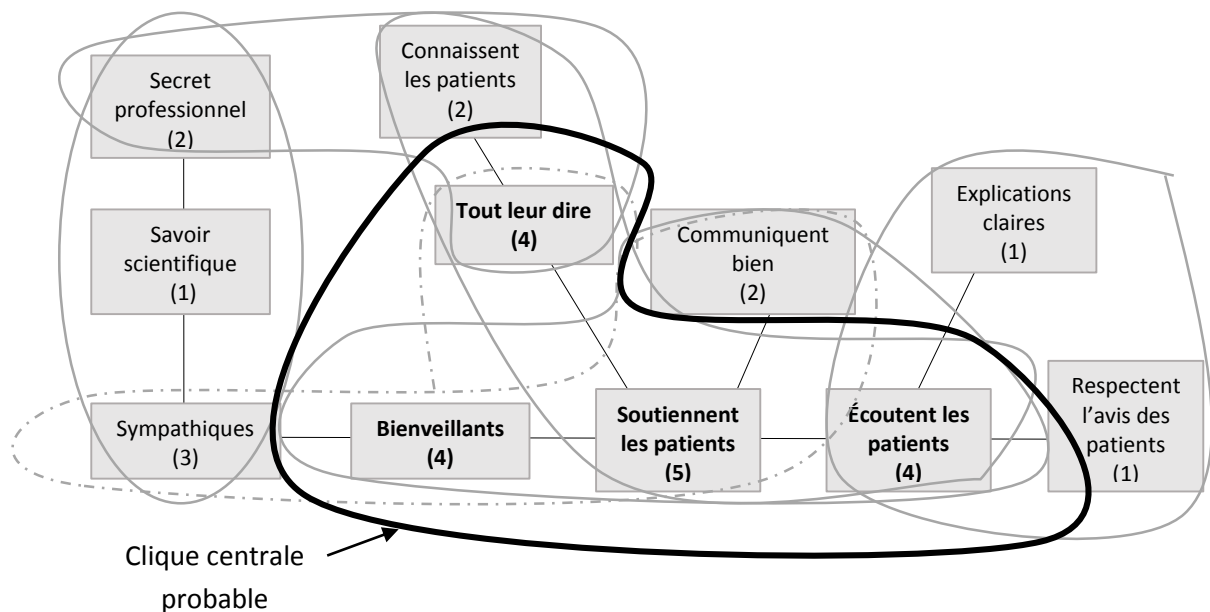 Connaissent
les patients
(2)
Secret
professionnel
(2)
Tout leur dire
(4)
Explications
claires
(1)
Savoir
scientifique
(1)
Communiquent
bien
(2)
Sympathiques
(3)
Bienveillants
(4)
Soutiennent
les patients
(5)
Écoutent les
patients
(4)
Respectent
l’avis des
patients
(1)
Clique centrale
probable